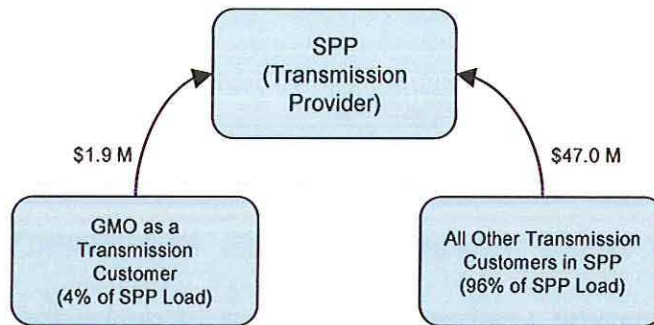 SPP
(Transmission
Provider)
$1.9 M
$47.0 M
GMO as a
Transmission
Customer
(4% of SPP Load)
All Other Transmission
Customers in SPP
(96% of SPP Load)